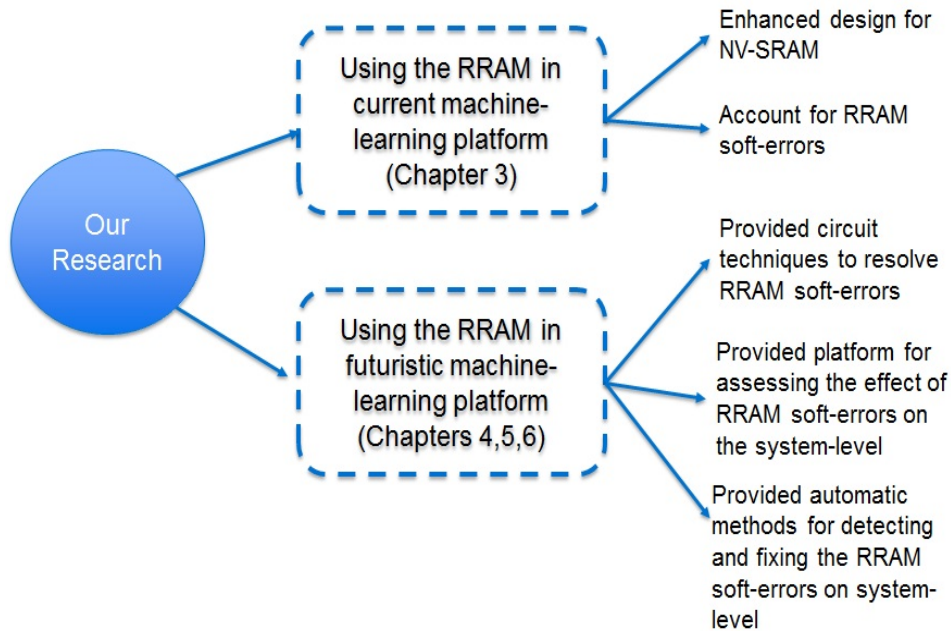 Our
Research
Using the RRAM in
current machine-
learning platform
(Chapter 3)
Enhanced design for
NV-SRAM
Account for RRAM
soft-errors
Using the RRAM in
futuristic machine-
learning platform
(Chapters 4,5,6)
Provided circuit
techniques to resolve
RRAM soft-errors
Provided platform for
assessing the effect of
RRAM soft-errors on
the system-level
Provided automatic
methods for detecting
and fixing the RRAM
soft-errors on system-
level